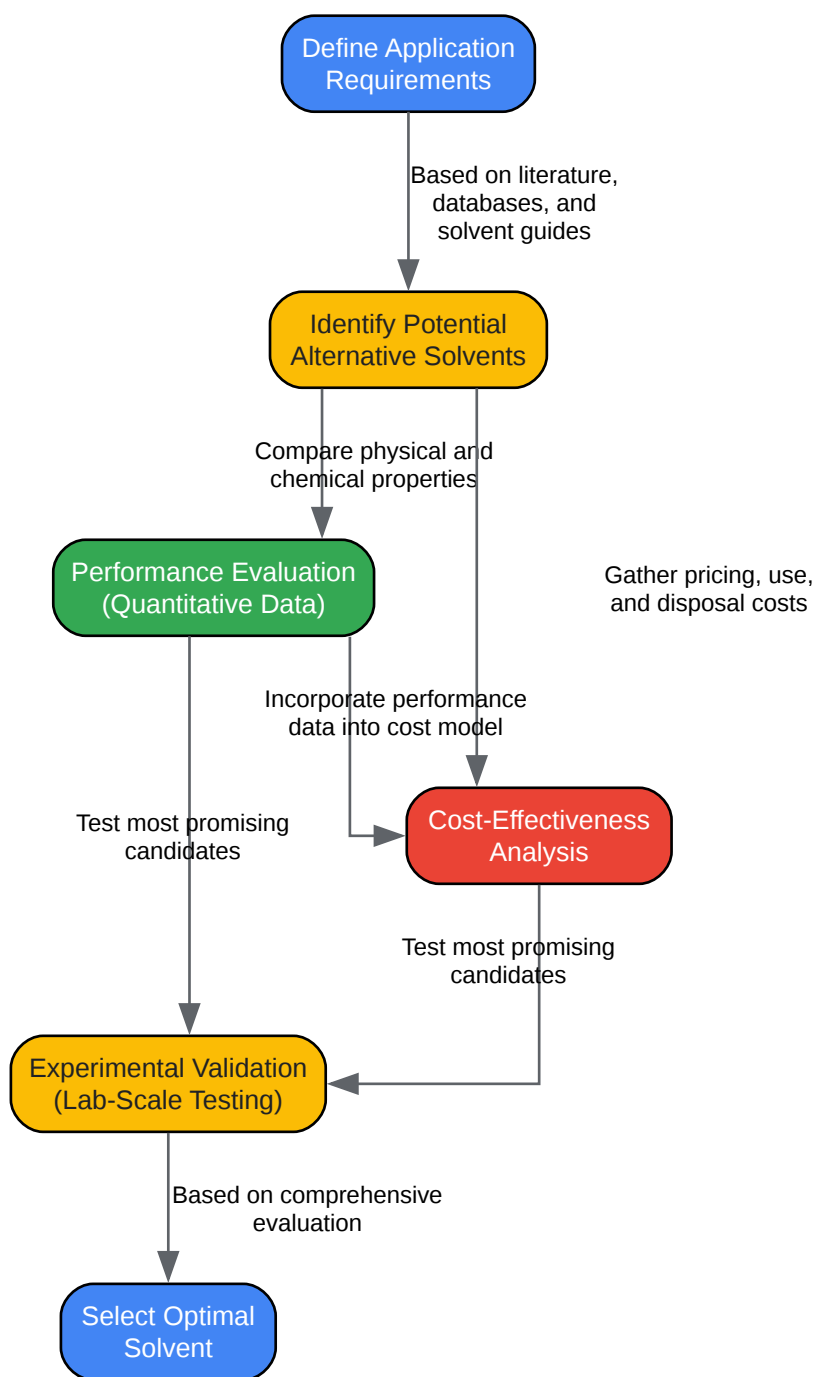 Define Application
Requirements
Based on literature,
databases, and
solvent guides
Identify Potential
Alternative Solvents
Compare physical and
chemical properties
Performance Evaluation
(Quantitative Data)
Gather pricing, use,
and disposal costs
Incorporate performance
data into cost model
Test most promising
candidates
Cost-Effectiveness
Analysis
Test most promising
candidates
Experimental Validation
(Lab-Scale Testing)
Based on comprehensive
evaluation
Select Optimal
Solvent